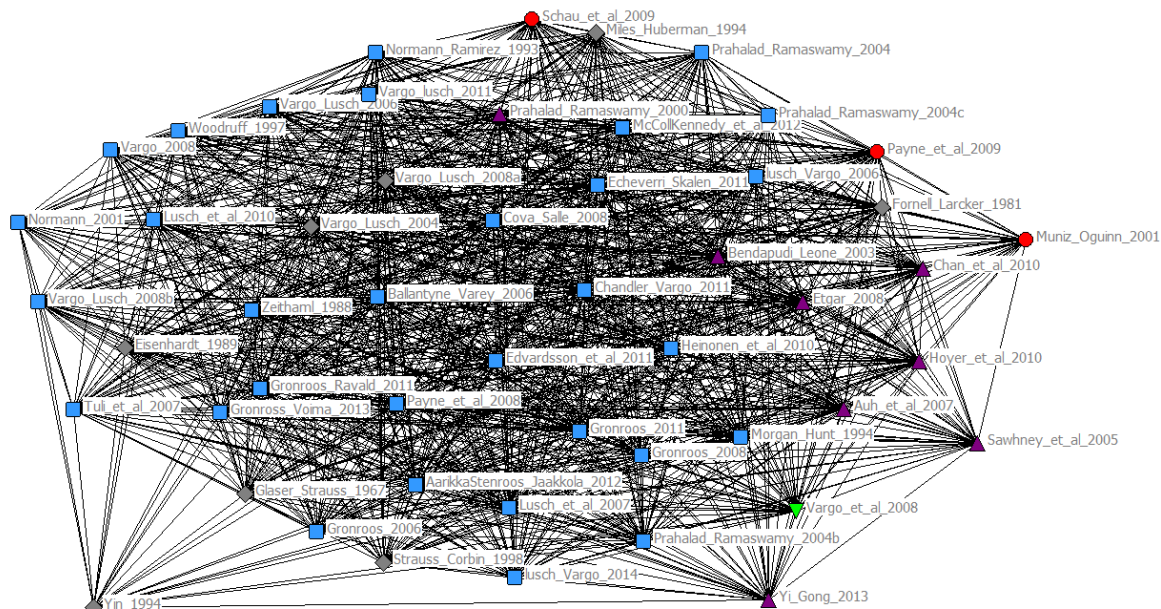 Schau_et_al_2009
Miles_Huberman_1994
Normann_Ramirez_1993
Prahalad_Ramaswamy_2004
Vargo_lusch_2011
Vargo_Lusch_2006
Prahalad_Ramaswamy_2000
Prahalad_Ramaswamy_2004c
McCollKennedy_et_al_2012
Woodruff_1997
Vargo_2008
Payne_et_al_2009
Vargo_Lusch_2008a
lusch_Vargo_2006
Echeverri_Skalen_2011
Fornell_Larcker_1981
Normann_2001
Lusch_et_al_2010
Vargo_Lusch_2004
Cova_Salle_2008
Muniz_Oguinn_2001
Bendapudi_Leone_2003
Chan_et_al_2010
Vargo_Lusch_2008b
Zeithaml_1988
Ballantyne_Varey_2006
Chandler_Vargo_2011
Etgar_2008
Eisenhardt_1989
Edvardsson_et_al_2011
Heinonen_et_al_2010
Hoyer_et_al_2010
Gronroos_Ravald_2011
Tuli_et_al_2007
Gronross_Voima_2013
Payne_et_al_2008
Auh_et_al_2007
Gronroos_2011
Morgan_Hunt_1994
Sawhney_et_al_2005
Gronroos_2008
AarikkaStenroos_Jaakkola_2012
Glaser_Strauss_1967
Lusch_et_al_2007
Vargo_et_al_2008
Gronroos_2006
Prahalad_Ramaswamy_2004b
Strauss_Corbin_1998
lusch_Vargo_2014
Yin_1994
Yi_Gong_2013